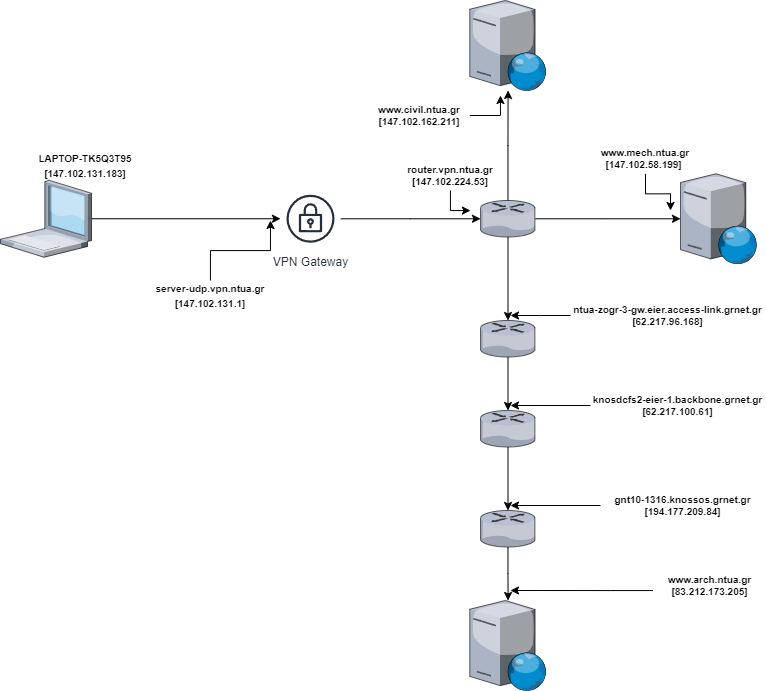 www.civil.ntua.gr
[147.102.162.211]
LAPTOP-TK5Q3T95
[147.102.131.183]
www.mech.ntua.gr
[147.102.58.199]
router.vpn.ntua.gr
[147.102.224.53]
VPN Gateway
server-udp.vpn.ntua.gr
[147.102.131.1]
ntua-zogr-3-gw.eier.access-link.grnet.gr
[62.217.96.168]
knosdcfs2-eier-1.backbone.grnet.gr
[62.217.100.61]
gnt10-1316.knossos.grnet.gr
[194.177.209.84]
www.arch.ntua.gr
[83.212.173.205]